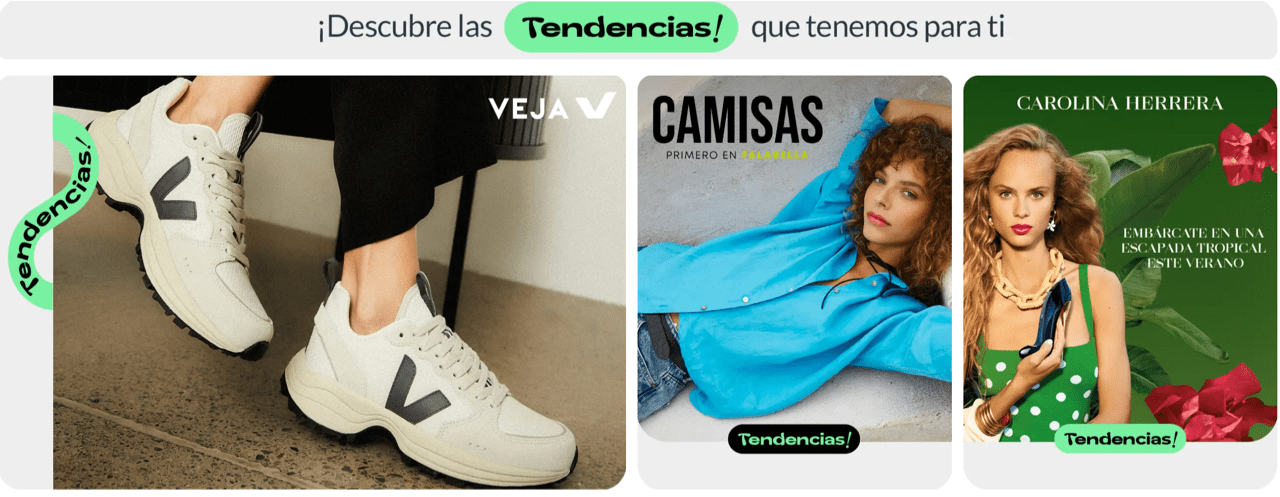 ¡Descubre las Tendencias! que tenemos para ti
Tendencias!
VEJA
CAMISAS
PRIMERO EN FALABELLA
Tendencias!
CAROLINA HERRERA
EMBÁRCATE EN UNA
ESCAPADA TROPICAL
ESTE VERANO
Tendencias!